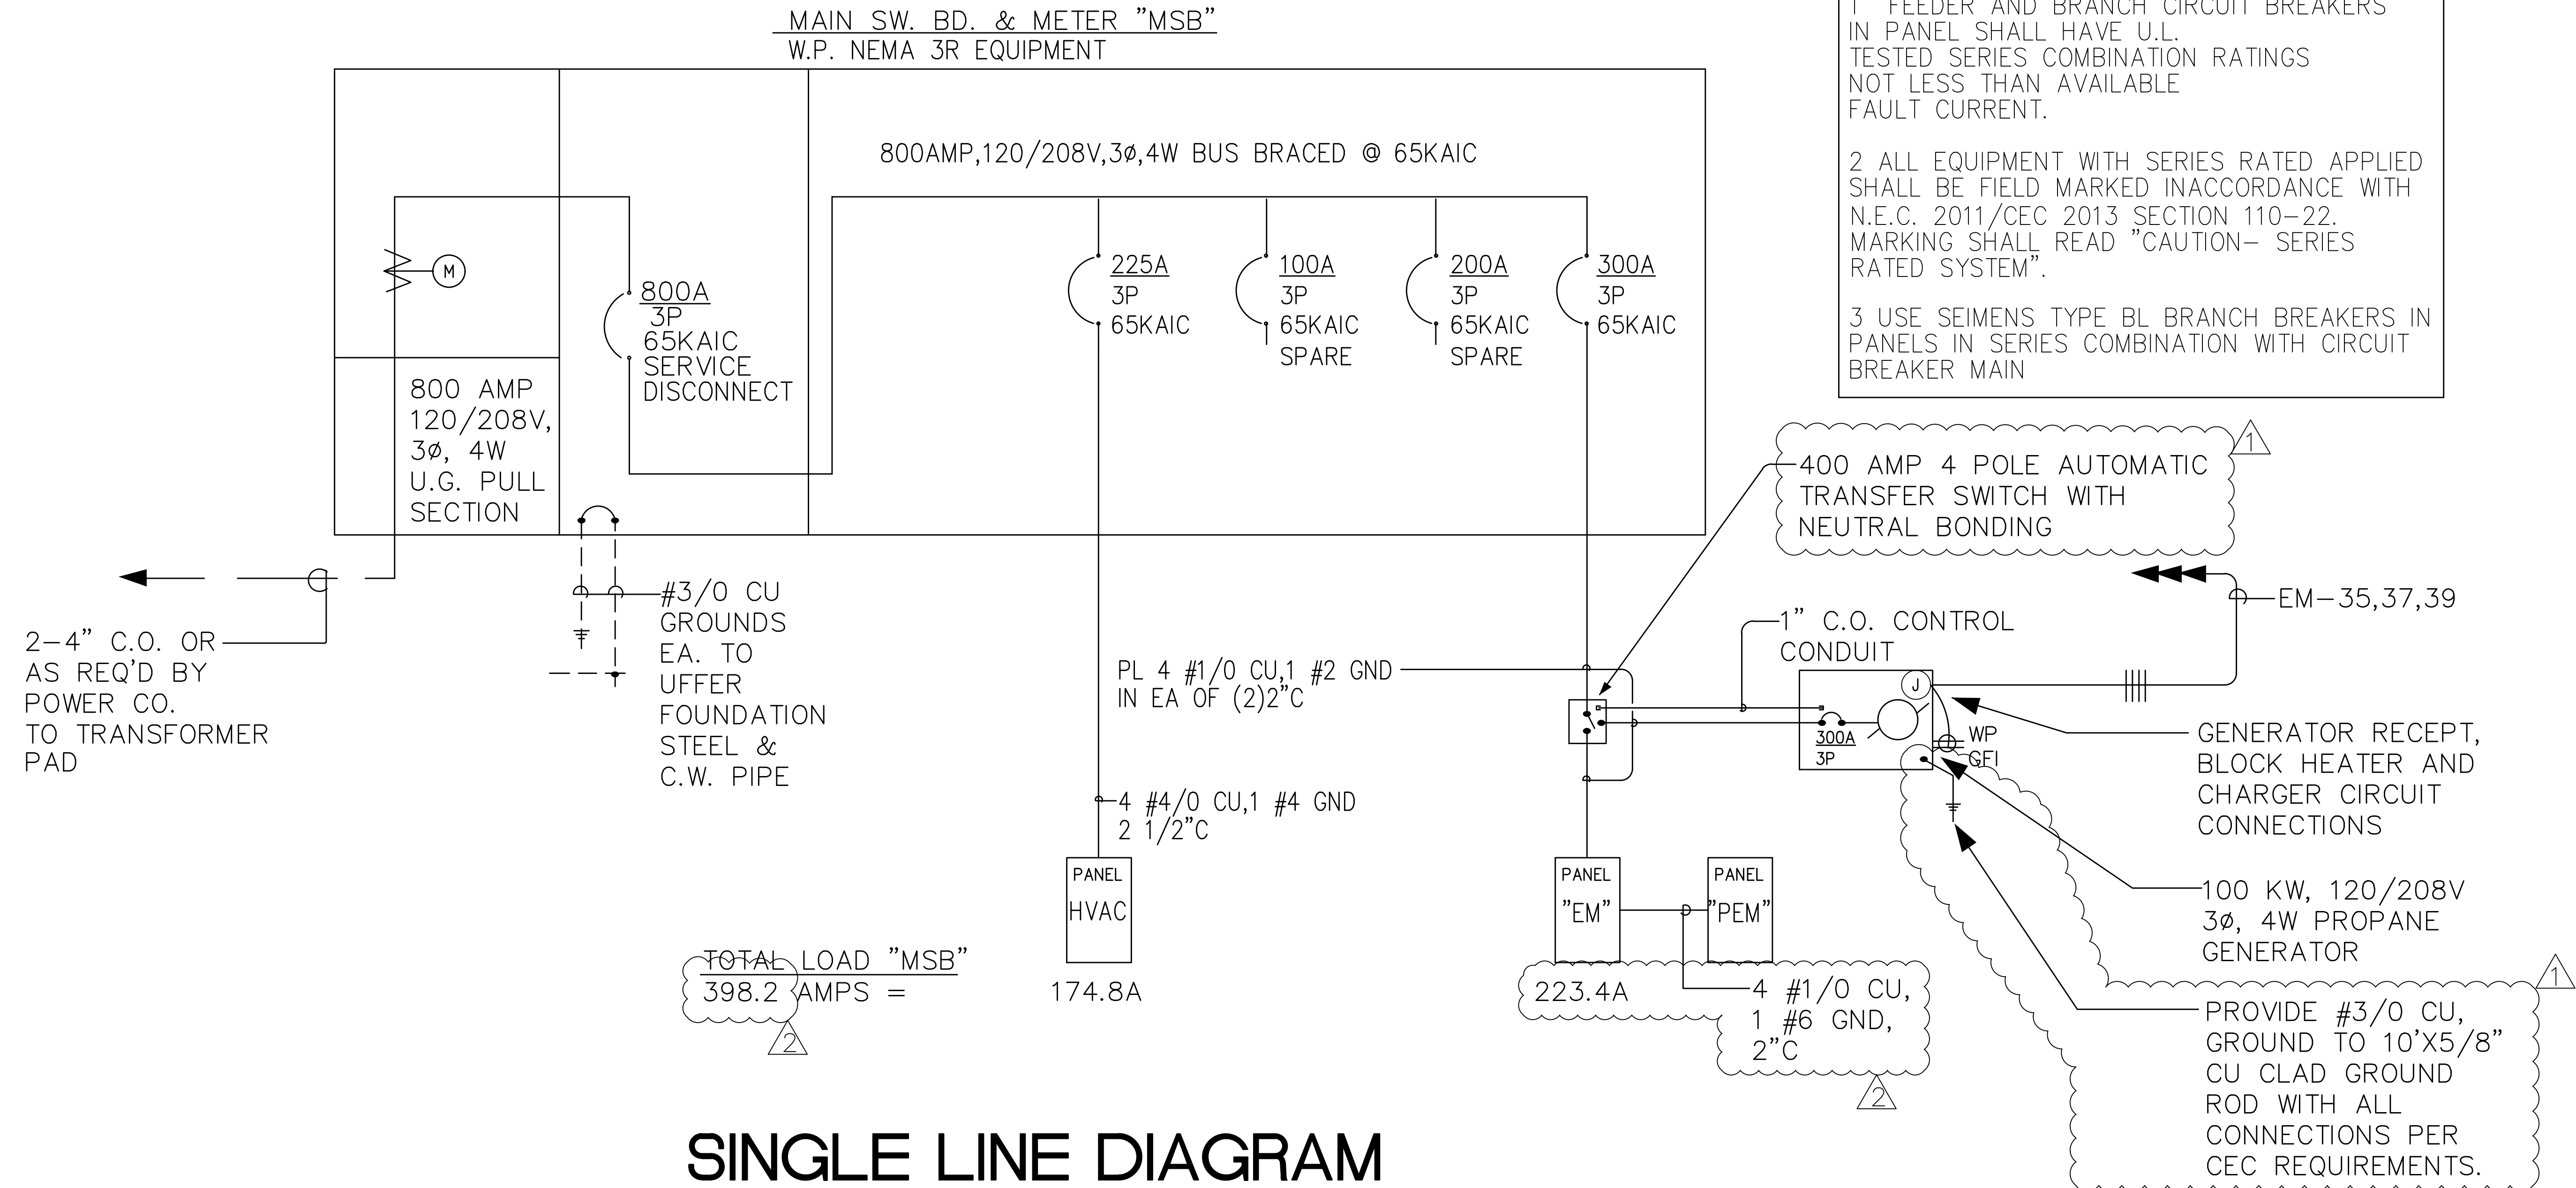 MAIN SW. BD. & METER "MSB"
W.P. NEMA 3R EQUIPMENT
800AMP,120/208V,3ø,4W BUS BRACED @ 65KAIC
M
800A
3P
65KAIC
SERVICE
DISCONNECT
225A
3P
65KAIC
100A
3P
65KAIC
SPARE
200A
3P
65KAIC
SPARE
300A
3P
65KAIC
800 AMP
120/208V,
3ø, 4W
U.G. PULL
SECTION
1 FEEDER AND BRANCH CIRCUIT BREAKERS
IN PANEL SHALL HAVE U.L.
TESTED SERIES COMBINATION RATINGS
NOT LESS THAN AVAILABLE
FAULT CURRENT.
2 ALL EQUIPMENT WITH SERIES RATED APPLIED
SHALL BE FIELD MARKED INACCORDANCE WITH
N.E.C. 2011/CEC 2013 SECTION 110-22.
MARKING SHALL READ "CAUTION- SERIES
RATED SYSTEM".
3 USE SEIMENS TYPE BL BRANCH BREAKERS IN
PANELS IN SERIES COMBINATION WITH CIRCUIT
BREAKER MAIN
400 AMP 4 POLE AUTOMATIC
TRANSFER SWITCH WITH
NEUTRAL BONDING
1
EM-35,37,39
2-4" C.O. OR
AS REQ'D BY
POWER CO.
TO TRANSFORMER
PAD
#3/0 CU
GROUNDS
EA. TO
UFFER
FOUNDATION
STEEL &
C.W. PIPE
PL 4 #1/0 CU,1 #2 GND
IN EA OF (2)2"C
1" C.O. CONTROL
CONDUIT
J
300A
3P
WP
GFI
GENERATOR RECEPT,
BLOCK HEATER AND
CHARGER CIRCUIT
CONNECTIONS
4 #4/0 CU,1 #4 GND
2 1/2"C
PANEL
HVAC
PANEL
"EM"
PANEL
"PEM"
100 KW, 120/208V
3ø, 4W PROPANE
GENERATOR
TOTAL LOAD "MSB"
398.2 AMPS =
2
174.8A
223.4A
4 #1/0 CU,
1 #6 GND,
2"C
2
1
PROVIDE #3/0 CU,
GROUND TO 10'X5/8"
CU CLAD GROUND
ROD WITH ALL
CONNECTIONS PER
CEC REQUIREMENTS.
SINGLE LINE DIAGRAM